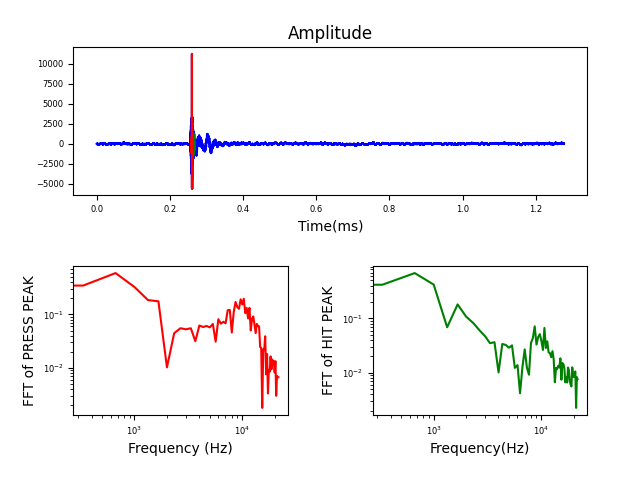 Amplitude
10000
7500
5000
2500
0
−2500
−5000
0.0 0.2 0.4 0.6 0.8 1.0 1.2
Time(ms)
FFT of PRESS PEAK
10⁻¹
10⁻²
10³ 10⁴
Frequency (Hz)
FFT of HIT PEAK
10⁻¹
10⁻²
10³ 10⁴
Frequency(Hz)